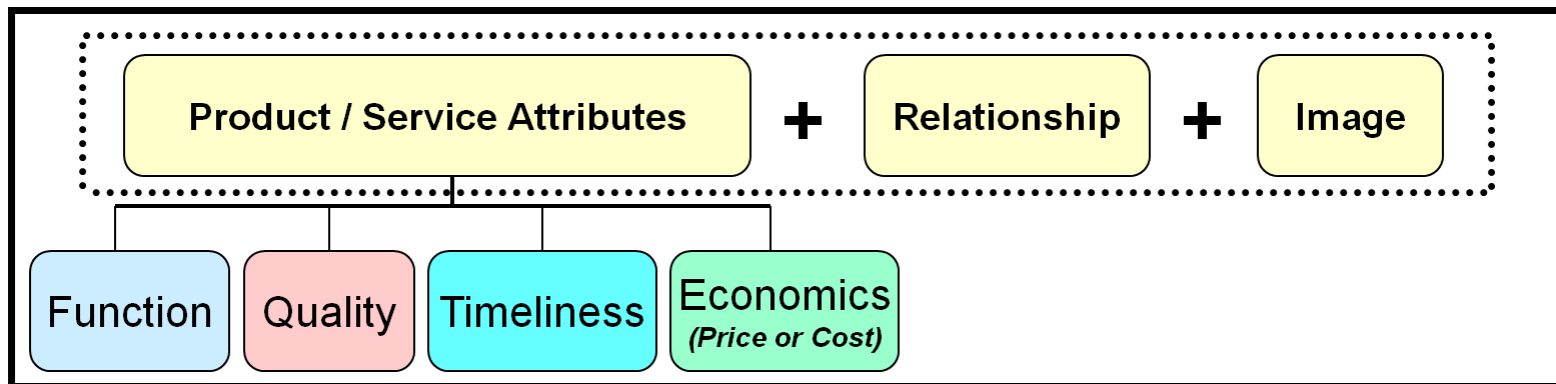 Product / Service Attributes + Relationship + Image
Function Quality Timeliness Economics
(Price or Cost)